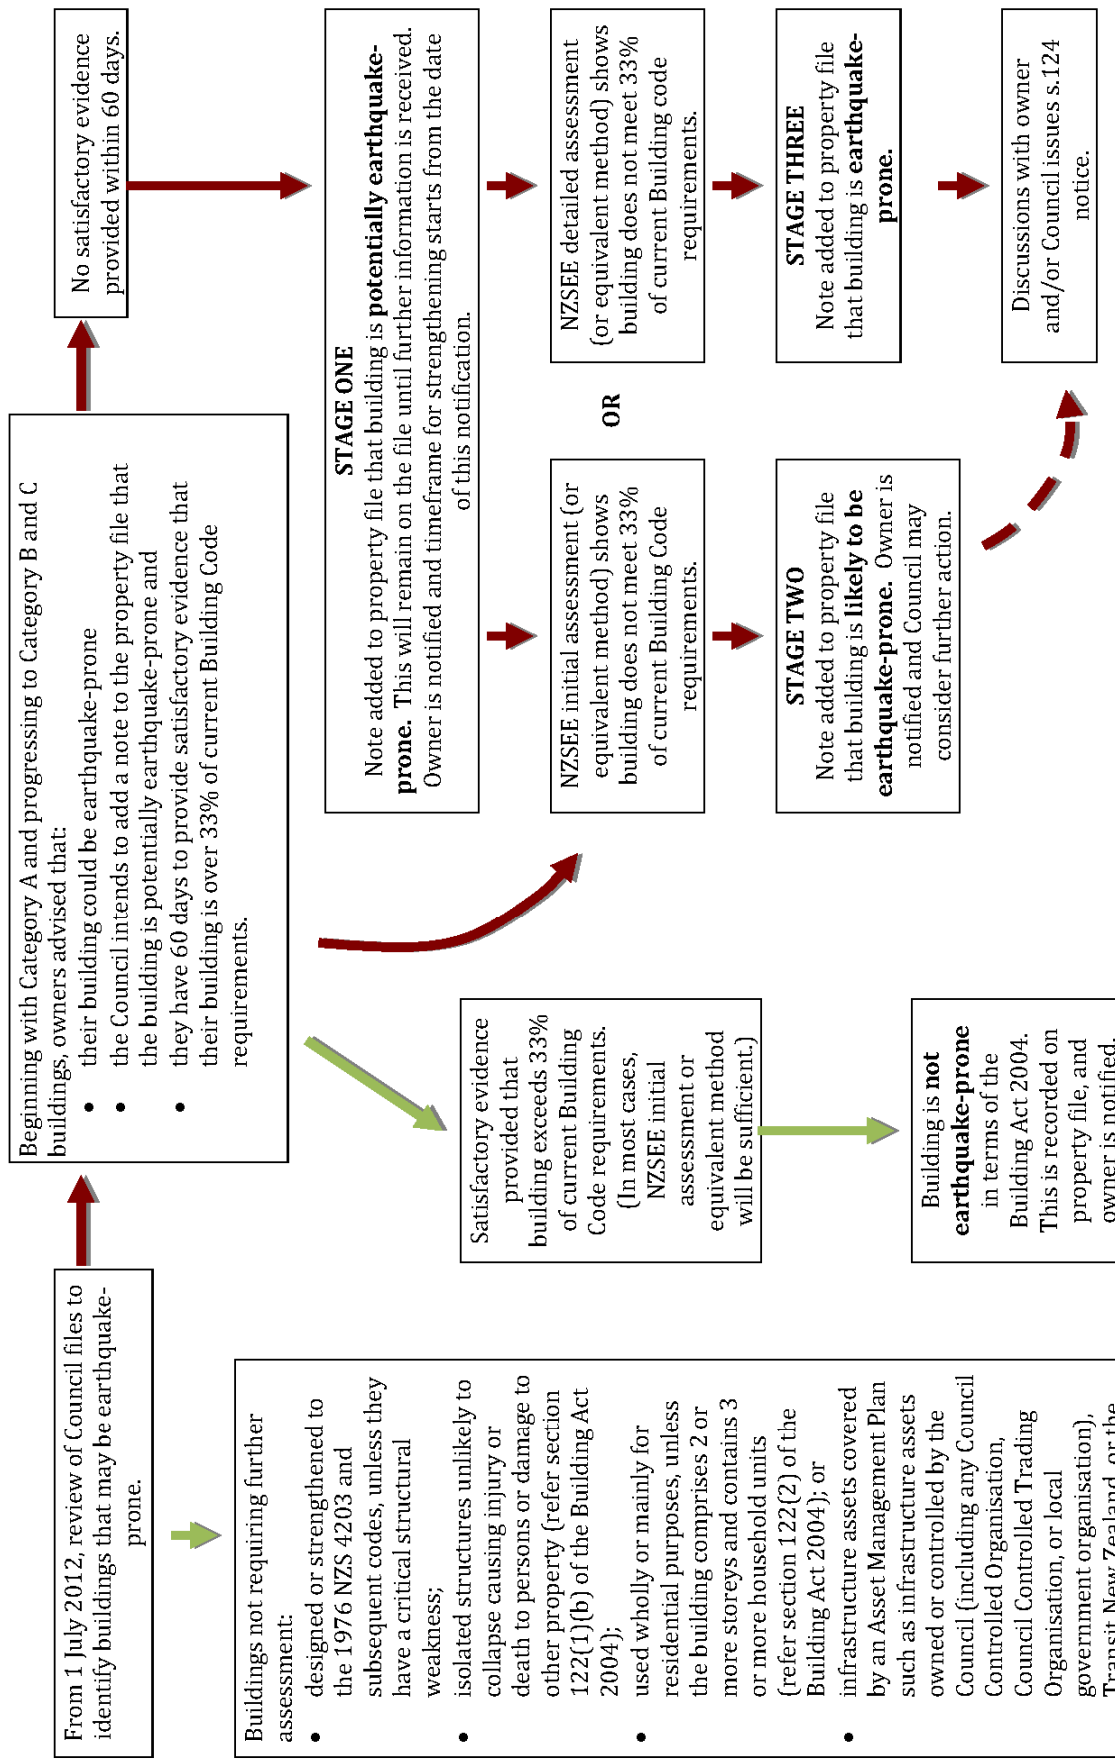 From 1 July 2012, review of Council files to
identify buildings that may be earthquake-
prone.
Beginning with Category A and progressing to Category B and C
buildings, owners advised that:
• their building could be earthquake-prone
• the Council intends to add a note to the property file that
the building is potentially earthquake-prone and
• they have 60 days to provide satisfactory evidence that
their building is over 33% of current Building Code
requirements.
No satisfactory evidence
provided within 60 days.
Buildings not requiring further
assessment:
• designed or strengthened to
the 1976 NZS 4203 and
subsequent codes, unless they
have a critical structural
weakness;
• isolated structures unlikely to
collapse causing injury or
death to persons or damage to
other property (refer section
122(1)(b) of the Building Act
2004);
• used wholly or mainly for
residential purposes, unless
the building comprises 2 or
more storeys and contains 3
or more household units
(refer section 122(2) of the
Building Act 2004); or
• infrastructure assets covered
by an Asset Management Plan
such as infrastructure assets
owned or controlled by the
Council (including any Council
Controlled Organisation,
Council Controlled Trading
Organisation, or local
government organisation),
Transit New Zealand, or the
Satisfactory evidence
provided that
building exceeds 33%
of current Building
Code requirements.
(In most cases,
NZSEE initial
assessment or
equivalent method
will be sufficient.)
Building is not
earthquake-prone
in terms of the
Building Act 2004.
This is recorded on
property file, and
owner is notified.
STAGE ONE
Note added to property file that building is potentially earthquake-
prone. This will remain on the file until further information is received.
Owner is notified and timeframe for strengthening starts from the date
of this notification.
NZSEE initial assessment (or
equivalent method) shows
building does not meet 33%
of current Building Code
requirements.
OR
NZSEE detailed assessment
(or equivalent method) shows
building does not meet 33%
of current Building code
requirements.
STAGE TWO
Note added to property file
that building is likely to be
earthquake-prone. Owner is
notified and Council may
consider further action.
STAGE THREE
Note added to property file
that building is earthquake-
prone.
Discussions with owner
and/or Council issues s.124
notice.